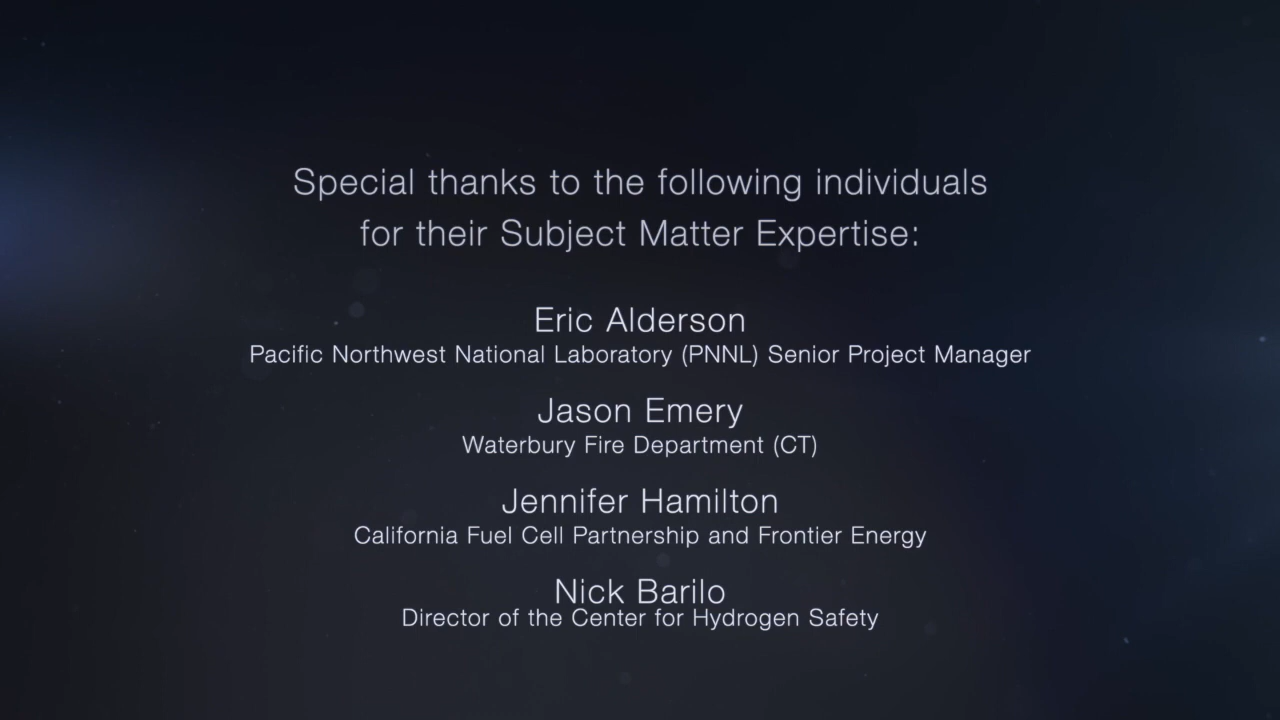 Special thanks to the following individuals
for their Subject Matter Expertise:
Eric Alderson
Pacific Northwest National Laboratory (PNNL) Senior Project Manager
Jason Emery
Waterbury Fire Department (CT)
Jennifer Hamilton
California Fuel Cell Partnership and Frontier Energy
Nick Barilo
Director of the Center for Hydrogen Safety